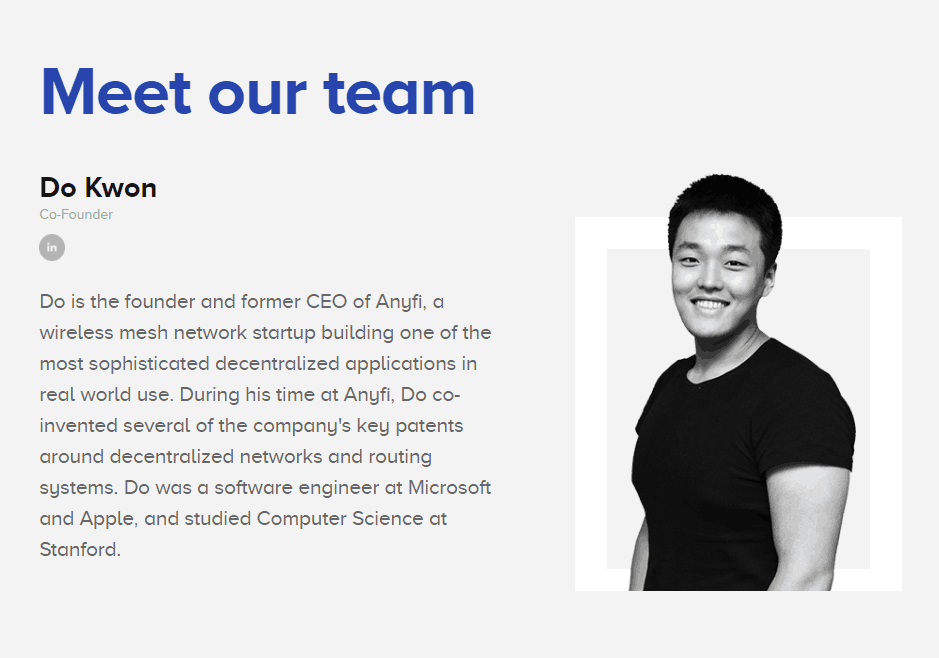 Meet our team
Do Kwon
Co-Founder
in
Do is the founder and former CEO of Anyfi, a
wireless mesh network startup building one of the
most sophisticated decentralized applications in
real world use. During his time at Anyfi, Do co-
invented several of the company's key patents
around decentralized networks and routing
systems. Do was a software engineer at Microsoft
and Apple, and studied Computer Science at
Stanford.